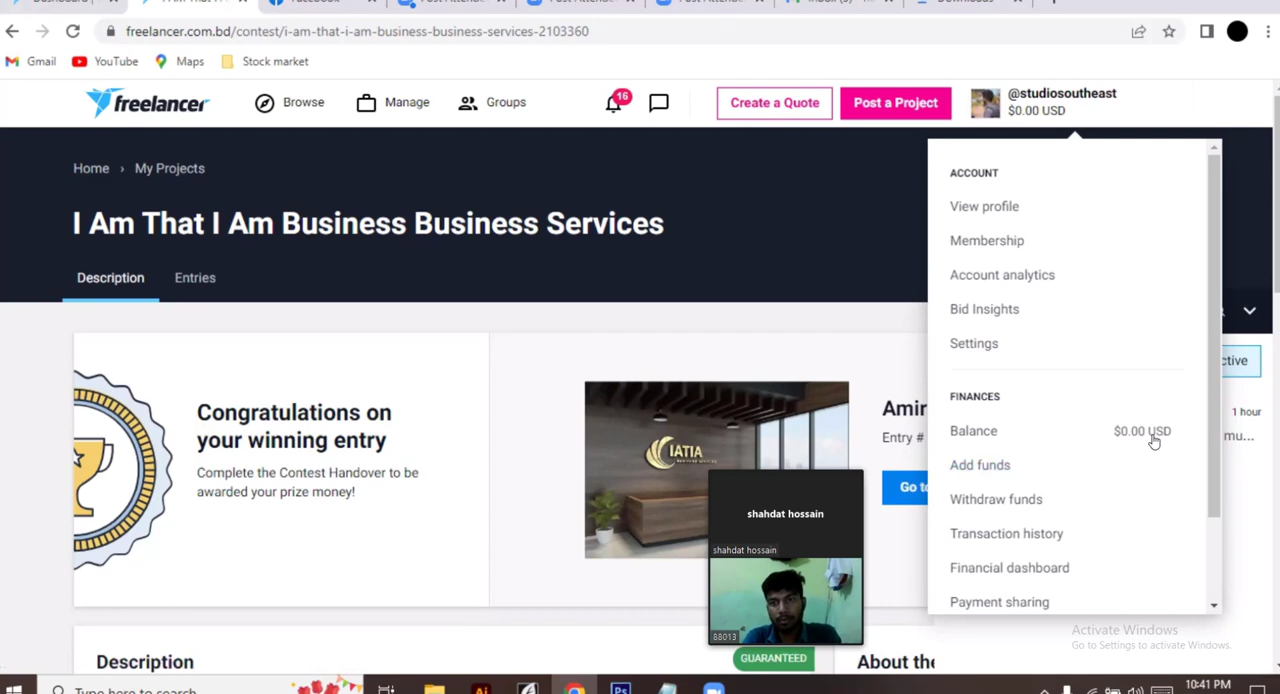 freelancer.com.bd/contest/i-am-that-i-am-business-business-services-2103360
Gmail
YouTube
Maps
Stock market
freelancer
Browse
Manage
Groups
16
Create a Quote
Post a Project
@studiosoutheast
$0.00 USD
Home › My Projects
I Am That I Am Business Business Services
Description
Entries
ACCOUNT
View profile
Membership
Account analytics
Bid Insights
Settings
FINANCES
Balance
$0.00 USD
Add funds
Withdraw funds
Transaction history
Financial dashboard
Payment sharing
1 hour
Congratulations on
your winning entry
Complete the Contest Handover to be
awarded your prize money!
IATIA
Entry #
Go to
shahdat hossain
shahdat hossain
88013
Activate Windows
Go to Settings to activate Windows.
Description
GUARANTEED
About the
Type here to search
10:41 PM